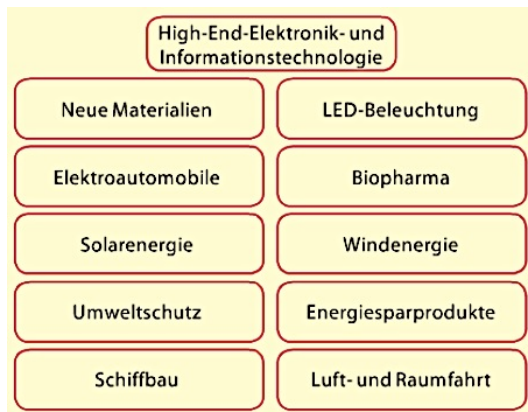 High-End-Elektronik- und
Informationstechnologie
Neue Materialien
LED-Beleuchtung
Elektroautomobile
Biopharma
Solarenergie
Windenergie
Umweltschutz
Energiesparprodukte
Schiffbau
Luft- und Raumfahrt